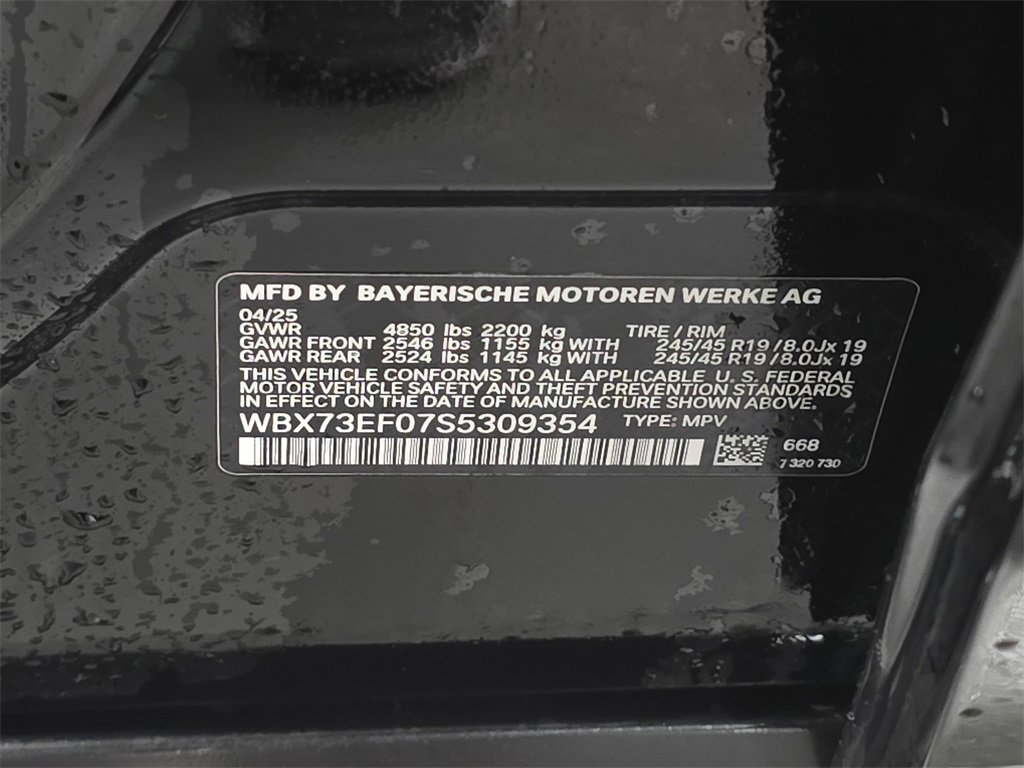 MFD BY BAYERISCHE MOTOREN WERKE AG
04/25
GVWR 4850 lbs 2200 kg TIRE / RIM
GAWR FRONT 2546 lbs 1155 kg WITH 245/45 R19 / 8.0Jx 19
GAWR REAR 2524 lbs 1145 kg WITH 245/45 R19 / 8.0Jx 19
THIS VEHICLE CONFORMS TO ALL APPLICABLE U. S. FEDERAL
MOTOR VEHICLE SAFETY AND THEFT PREVENTION STANDARDS
IN EFFECT ON THE DATE OF MANUFACTURE SHOWN ABOVE.
WBX73EF07S5309354 TYPE: MPV
668
7 320 730